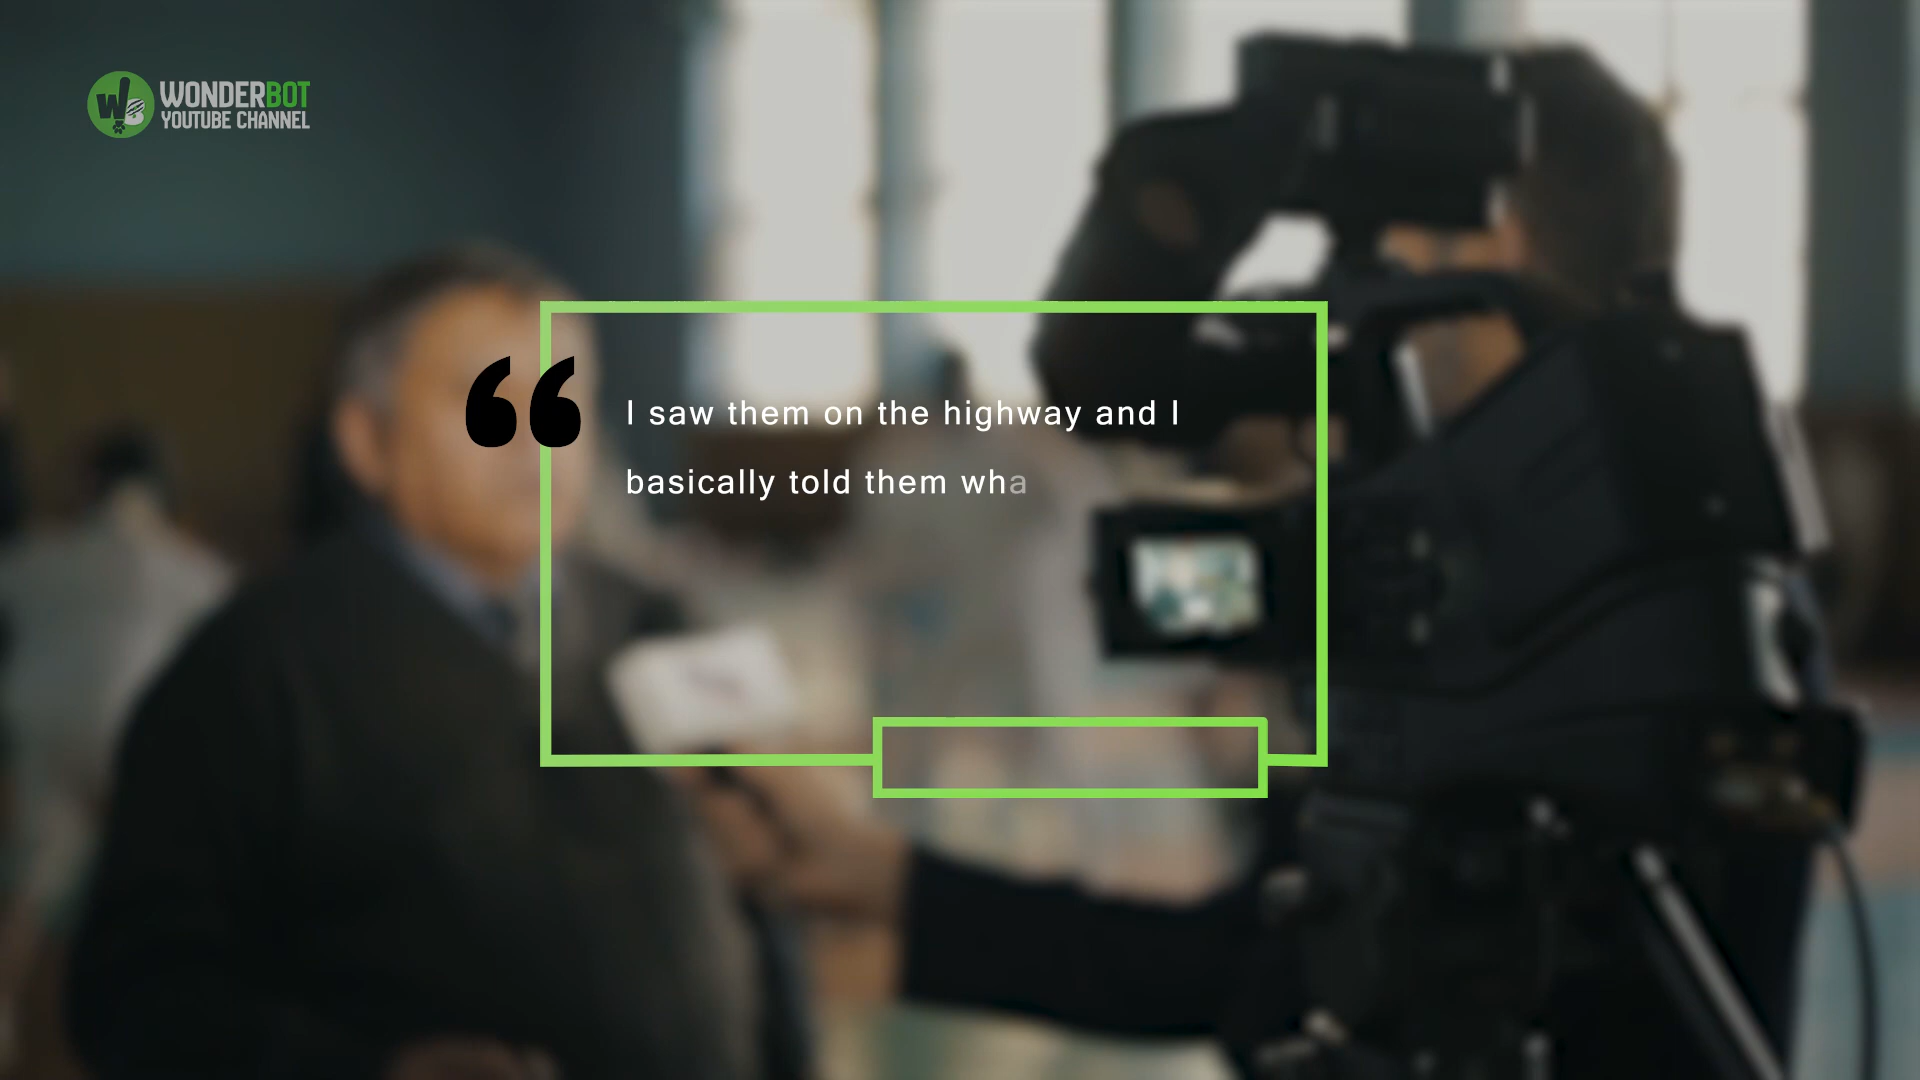 WONDERBOT
YOUTUBE CHANNEL
“
I saw them on the highway and I
basically told them wha